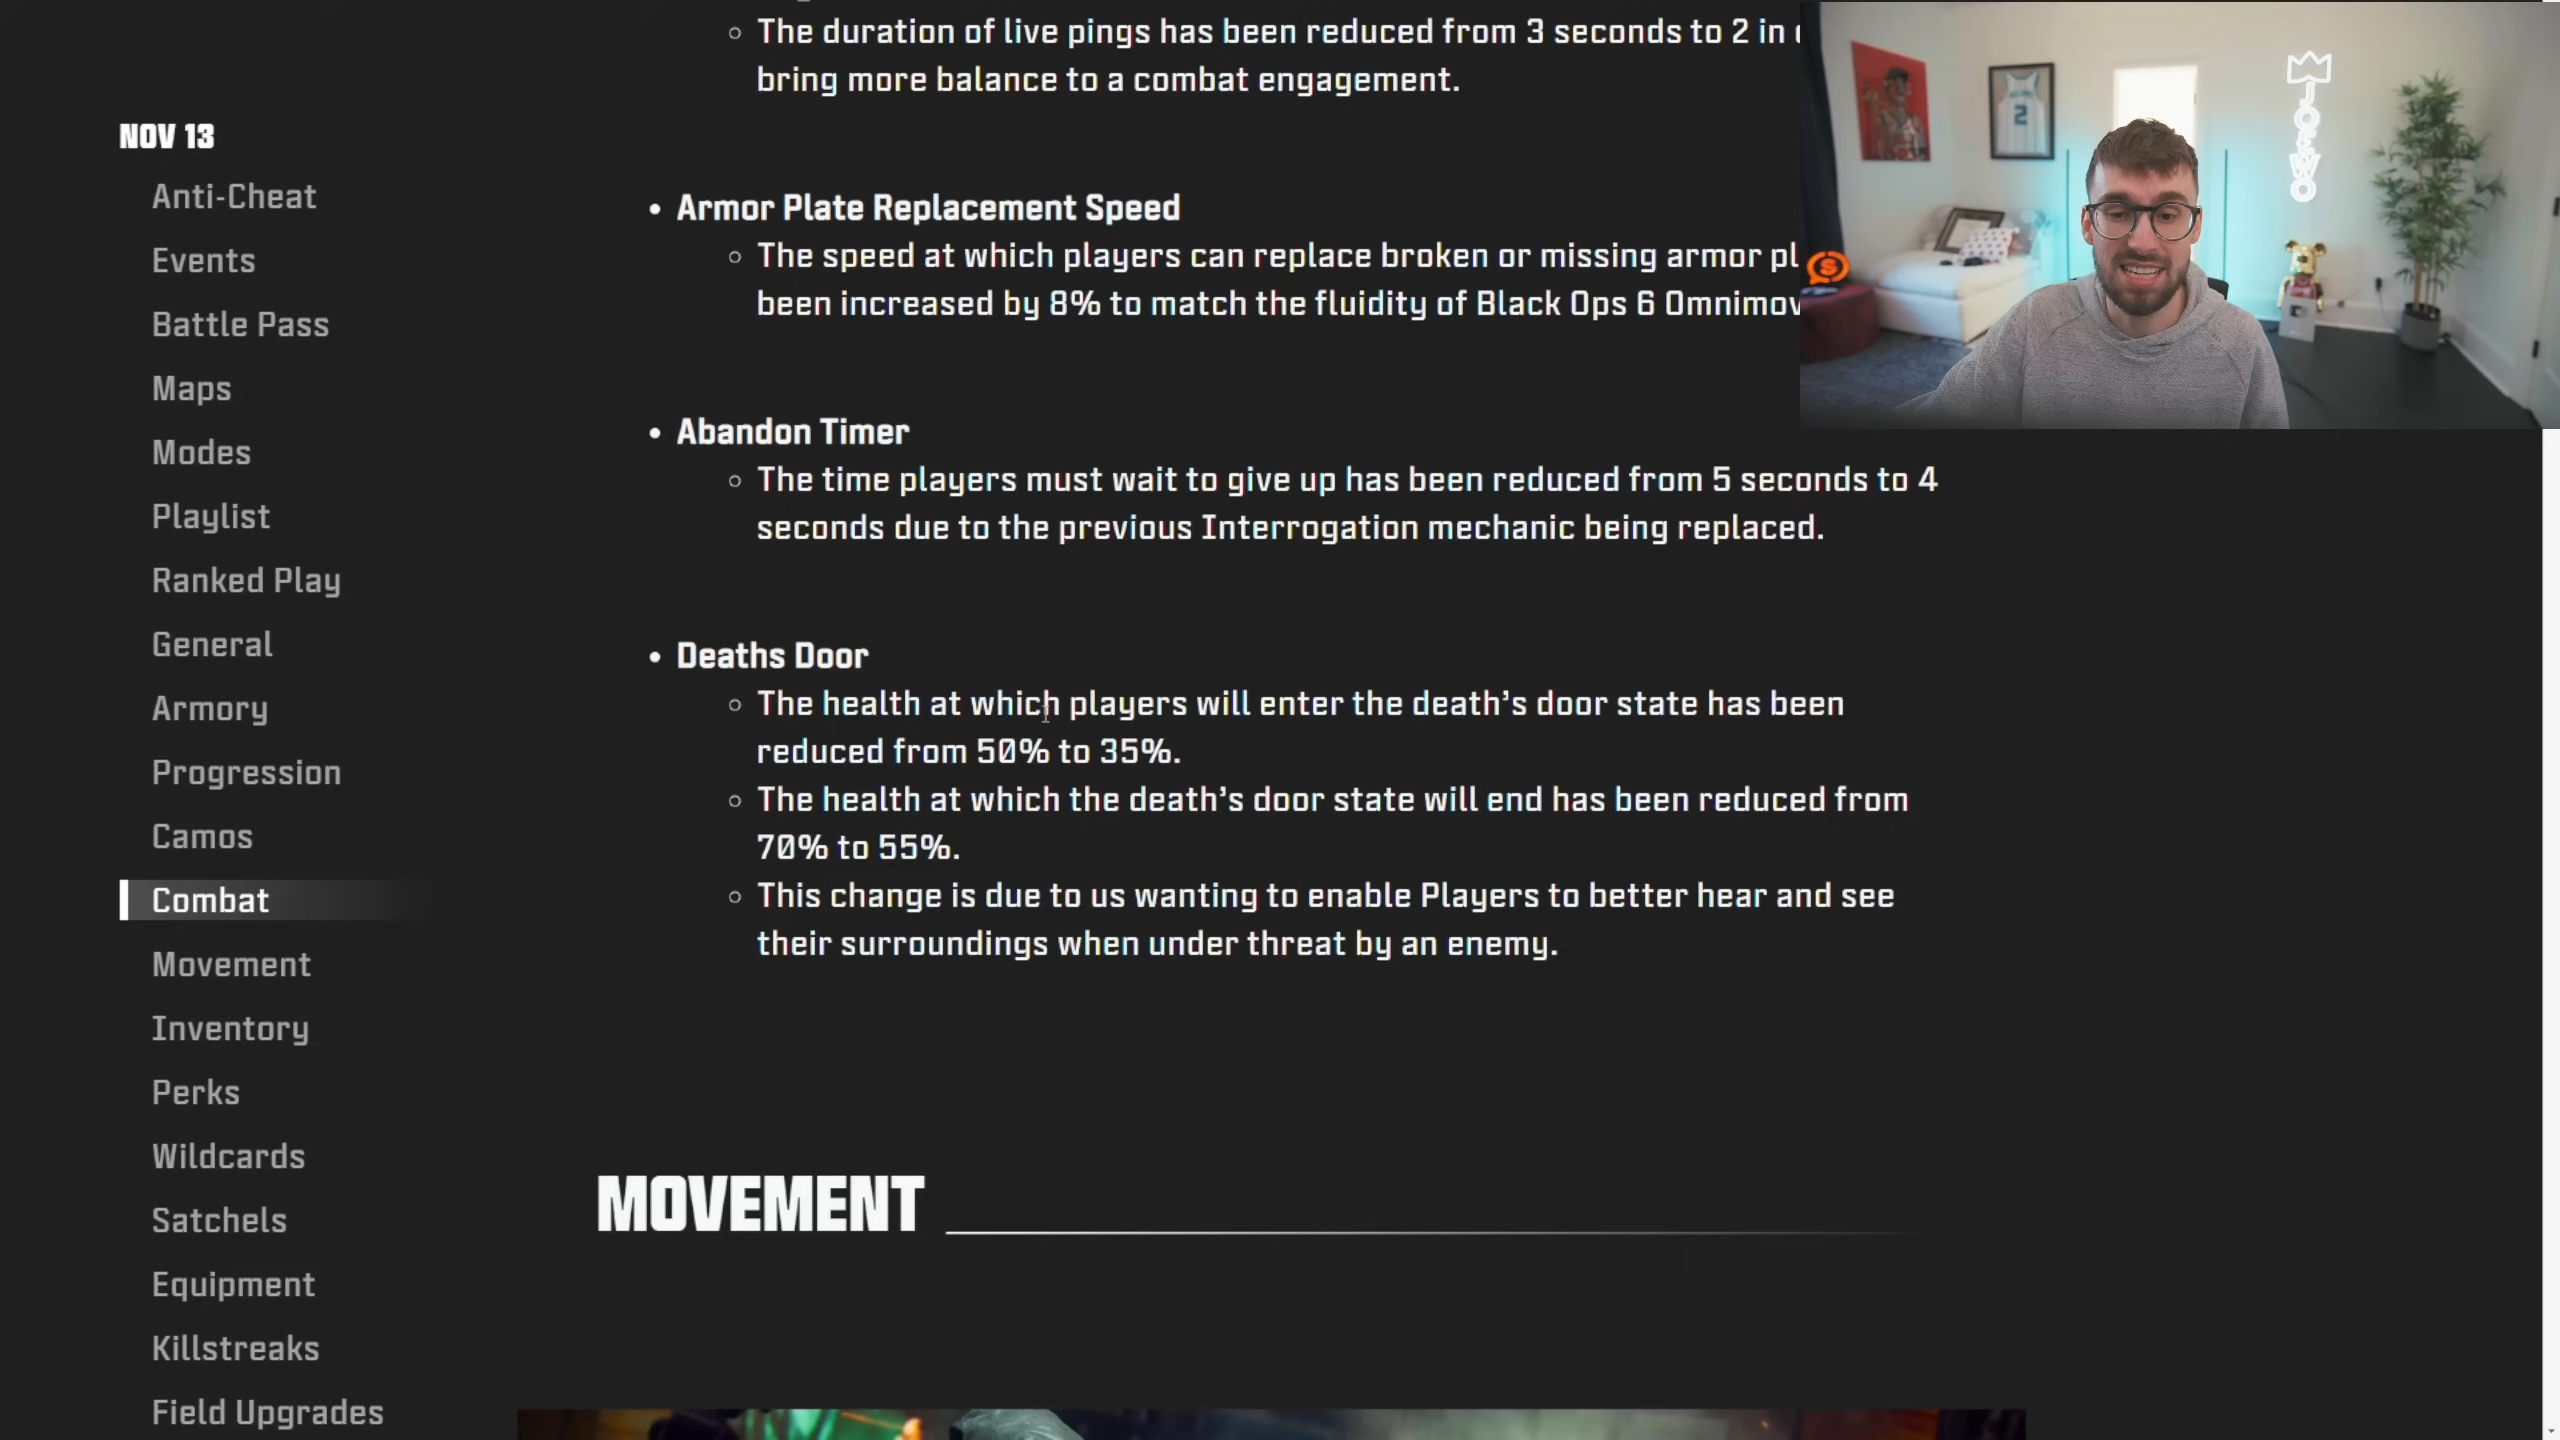 The duration of live pings has been reduced from 3 seconds to 2 in
bring more balance to a combat engagement.
NOV 13
Anti-Cheat
Events
Battle Pass
Maps
Modes
Playlist
Ranked Play
General
Armory
Progression
Camos
Combat
Movement
Inventory
Perks
Wildcards
Satchels
Equipment
Killstreaks
Field Upgrades
Armor Plate Replacement Speed
The speed at which players can replace broken or missing armor pl
been increased by 8% to match the fluidity of Black Ops 6 Omnimov
Abandon Timer
The time players must wait to give up has been reduced from 5 seconds to 4
seconds due to the previous Interrogation mechanic being replaced.
Deaths Door
The health at which players will enter the death's door state has been
reduced from 50% to 35%.
The health at which the death's door state will end has been reduced from
70% to 55%.
This change is due to us wanting to enable Players to better hear and see
their surroundings when under threat by an enemy.
MOVEMENT
JOEWO
2